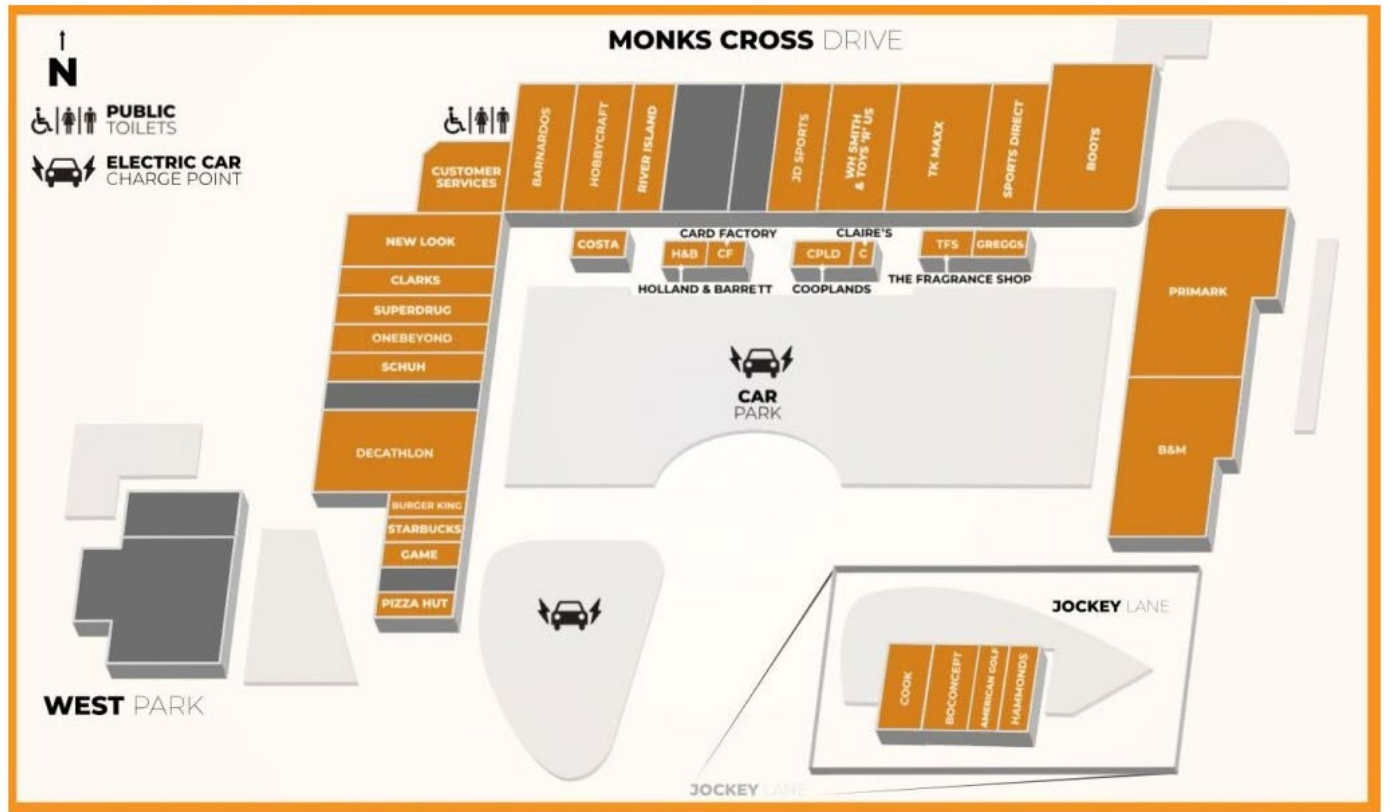 MONKS CROSS DRIVE
N
PUBLIC
TOILETS
ELECTRIC CAR
CHARGE POINT
CUSTOMER
SERVICES
BARNARDOS
HOBBYCRAFT
RIVER ISLAND
JD SPORTS
WH SMITH
& TOYS 'R' US
TK MAXX
SPORTS DIRECT
BOOTS
NEW LOOK
CLARKS
SUPERDRUG
ONEBEYOND
SCHUH
DECATHLON
BURGER KING
STARBUCKS
GAME
PIZZA HUT
COSTA
CARD FACTORY
H&B
CF
HOLLAND & BARRETT
CLAIRE'S
CPLD
C
COOPLANDS
TFS
GREGGS
THE FRAGRANCE SHOP
CAR
PARK
PRIMARK
B&M
WEST PARK
JOCKEY LANE
COOK
BOCONCEPT
AMERICAN GOLF
HAMMONDS
JOCKEY LANE